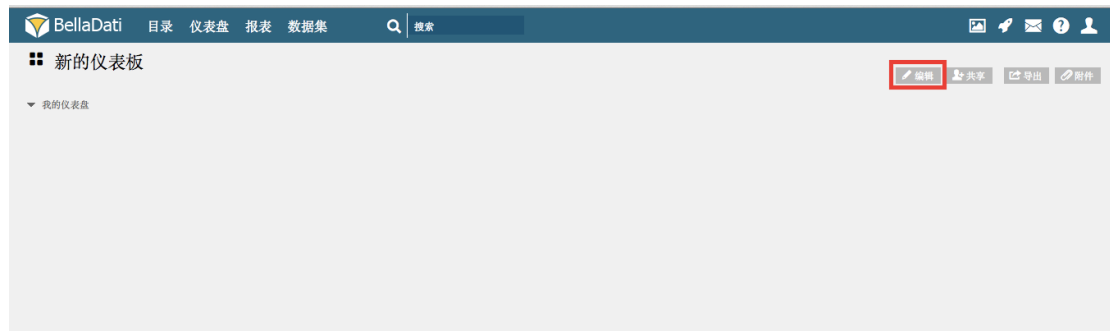 BellaDati 目录 仪表盘 报表 数据集 搜索
新的仪表板
编辑 共享 导出 附件
我的仪表盘